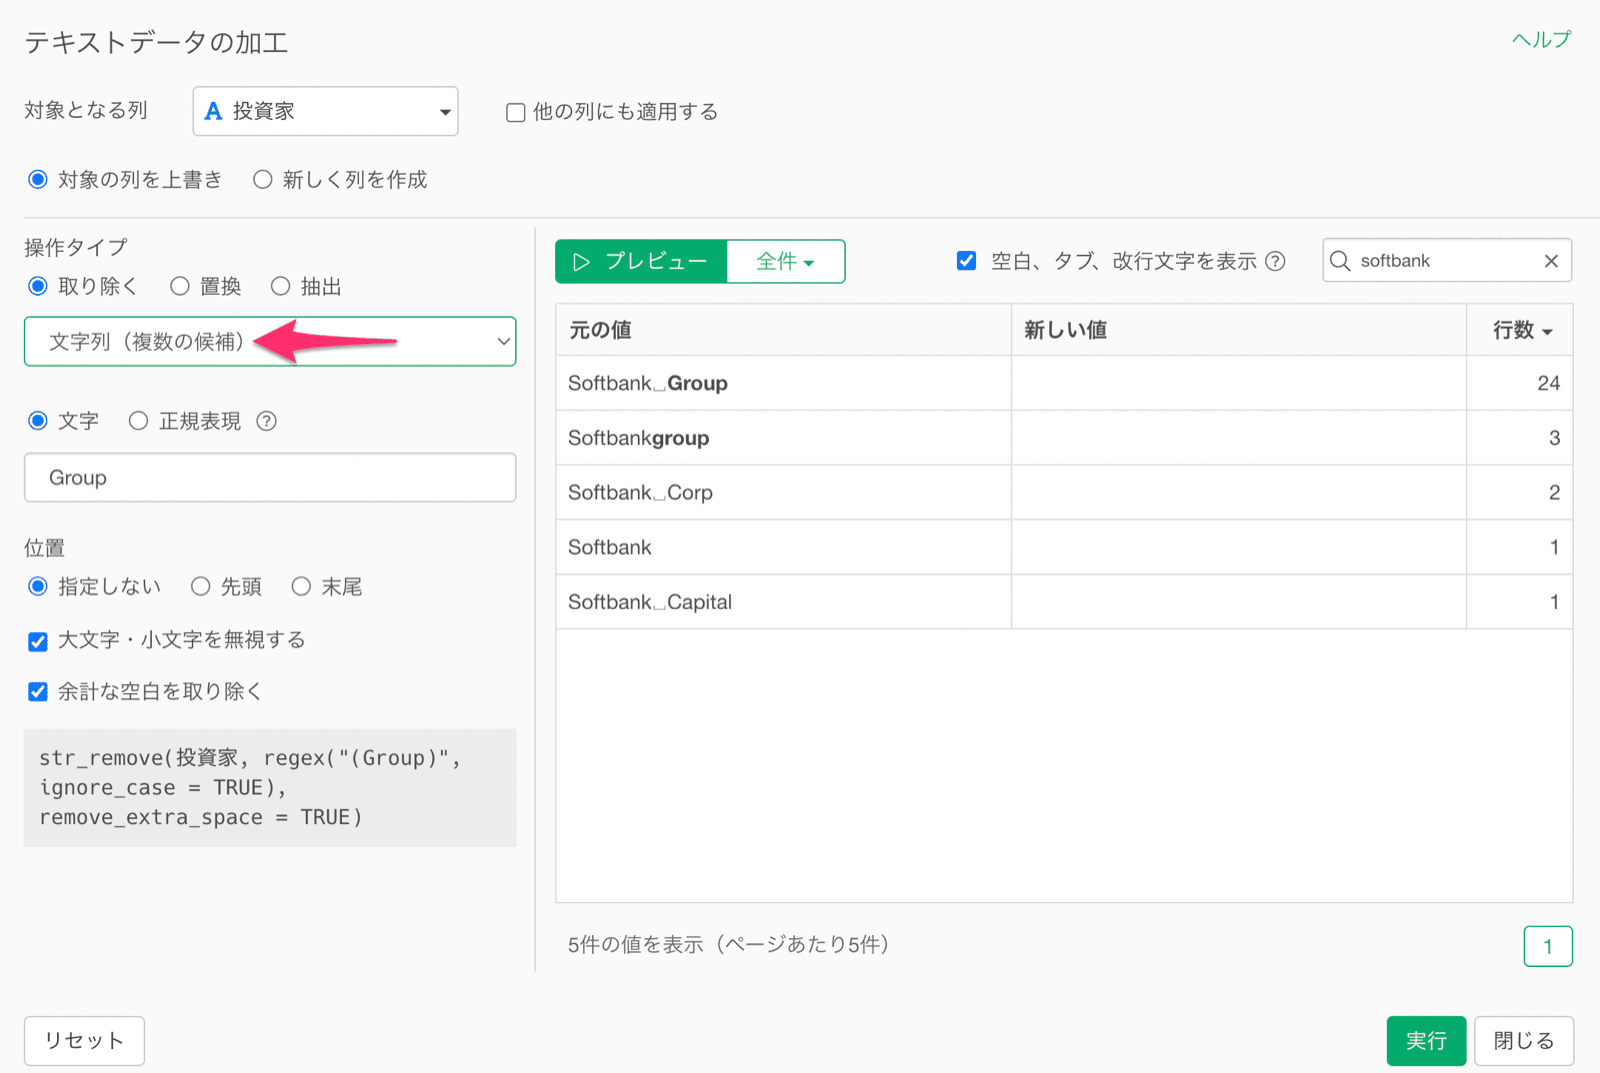 テキストデータの加工
ヘルプ
対象となる列
A 投資家
他の列にも適用する
対象の列を上書き
新しく列を作成
操作タイプ
取り除く
置換
抽出
文字列（複数の候補）
文字
正規表現
Group
位置
指定しない
先頭
末尾
大文字・小文字を無視する
余計な空白を取り除く
str_remove(投資家, regex("(Group)",
ignore_case = TRUE),
remove_extra_space = TRUE)
プレビュー
全件
空白、タブ、改行文字を表示
softbank
元の値 新しい値 行数
Softbank␣Group 24
Softbankgroup 3
Softbank␣Corp 2
Softbank 1
Softbank␣Capital 1
5件の値を表示（ページあたり5件）
1
リセット
実行
閉じる